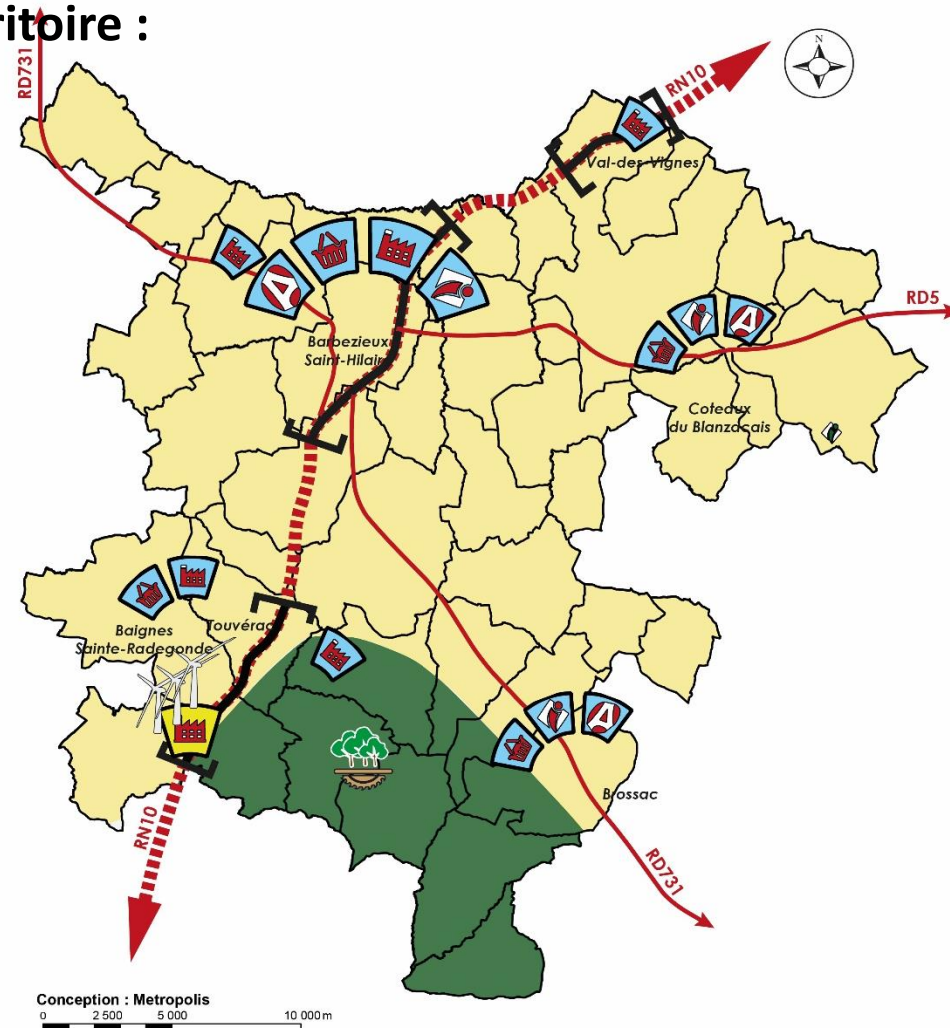 ritoire :
RD731
N
RN10
Val-des-Vignes
RD5
Barbezieux
Saint-Hilaire
Coteaux
du Blanzacais
Baignes
Sainte-Radegonde
Touvérac
Brossac
RN10
RD731
Conception : Metropolis
0 2 500 5 000 10 000 m